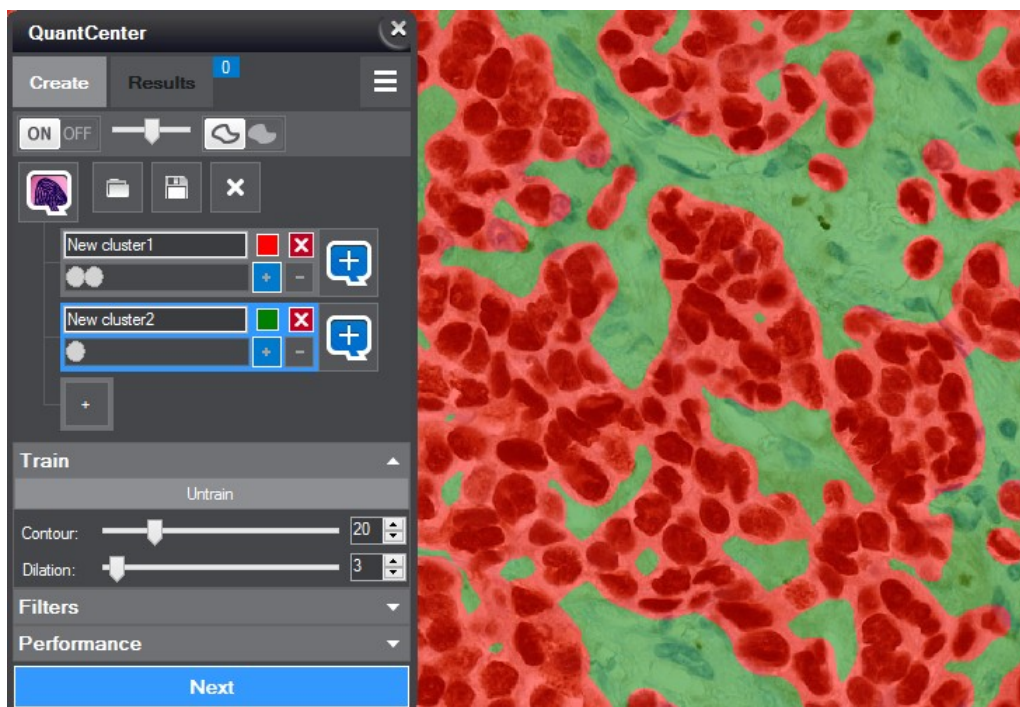 QuantCenter
Create Results 0
ON OFF
New cluster1
+ -
New cluster2
+ -
+
Train
Untrain
Contour: 20
Dilation: 3
Filters
Performance
Next